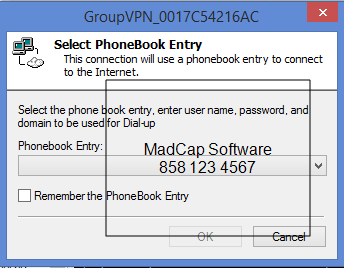 GroupVPN_0017C54216AC
Select PhoneBook Entry
This connection will use a phonebook entry to connect
to the Internet.
Select the phone book entry, enter user name, password, and
domain to be used for Dial-up
Phonebook Entry:
MadCap Software
858 123 4567
Remember the PhoneBook Entry
OK
Cancel